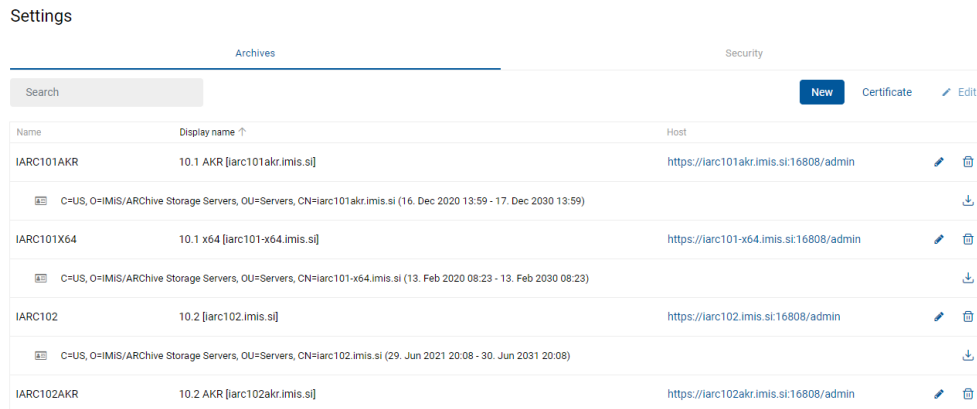 Settings
Archives Security
Search New Certificate Edit
Name Display name ↑ Host
IARC101AKR 10.1 AKR [iarc101akr.imis.si] https://iarc101akr.imis.si:16808/admin
C=US, O=IMiS/ARChive Storage Servers, OU=Servers, CN=iarc101akr.imis.si (16. Dec 2020 13:59 - 17. Dec 2030 13:59)
IARC101X64 10.1 x64 [iarc101-x64.imis.si] https://iarc101-x64.imis.si:16808/admin
C=US, O=IMiS/ARChive Storage Servers, OU=Servers, CN=iarc101-x64.imis.si (13. Feb 2020 08:23 - 13. Feb 2030 08:23)
IARC102 10.2 [iarc102.imis.si] https://iarc102.imis.si:16808/admin
C=US, O=IMiS/ARChive Storage Servers, OU=Servers, CN=iarc102.imis.si (29. Jun 2021 20:08 - 30. Jun 2031 20:08)
IARC102AKR 10.2 AKR [iarc102akr.imis.si] https://iarc102akr.imis.si:16808/admin